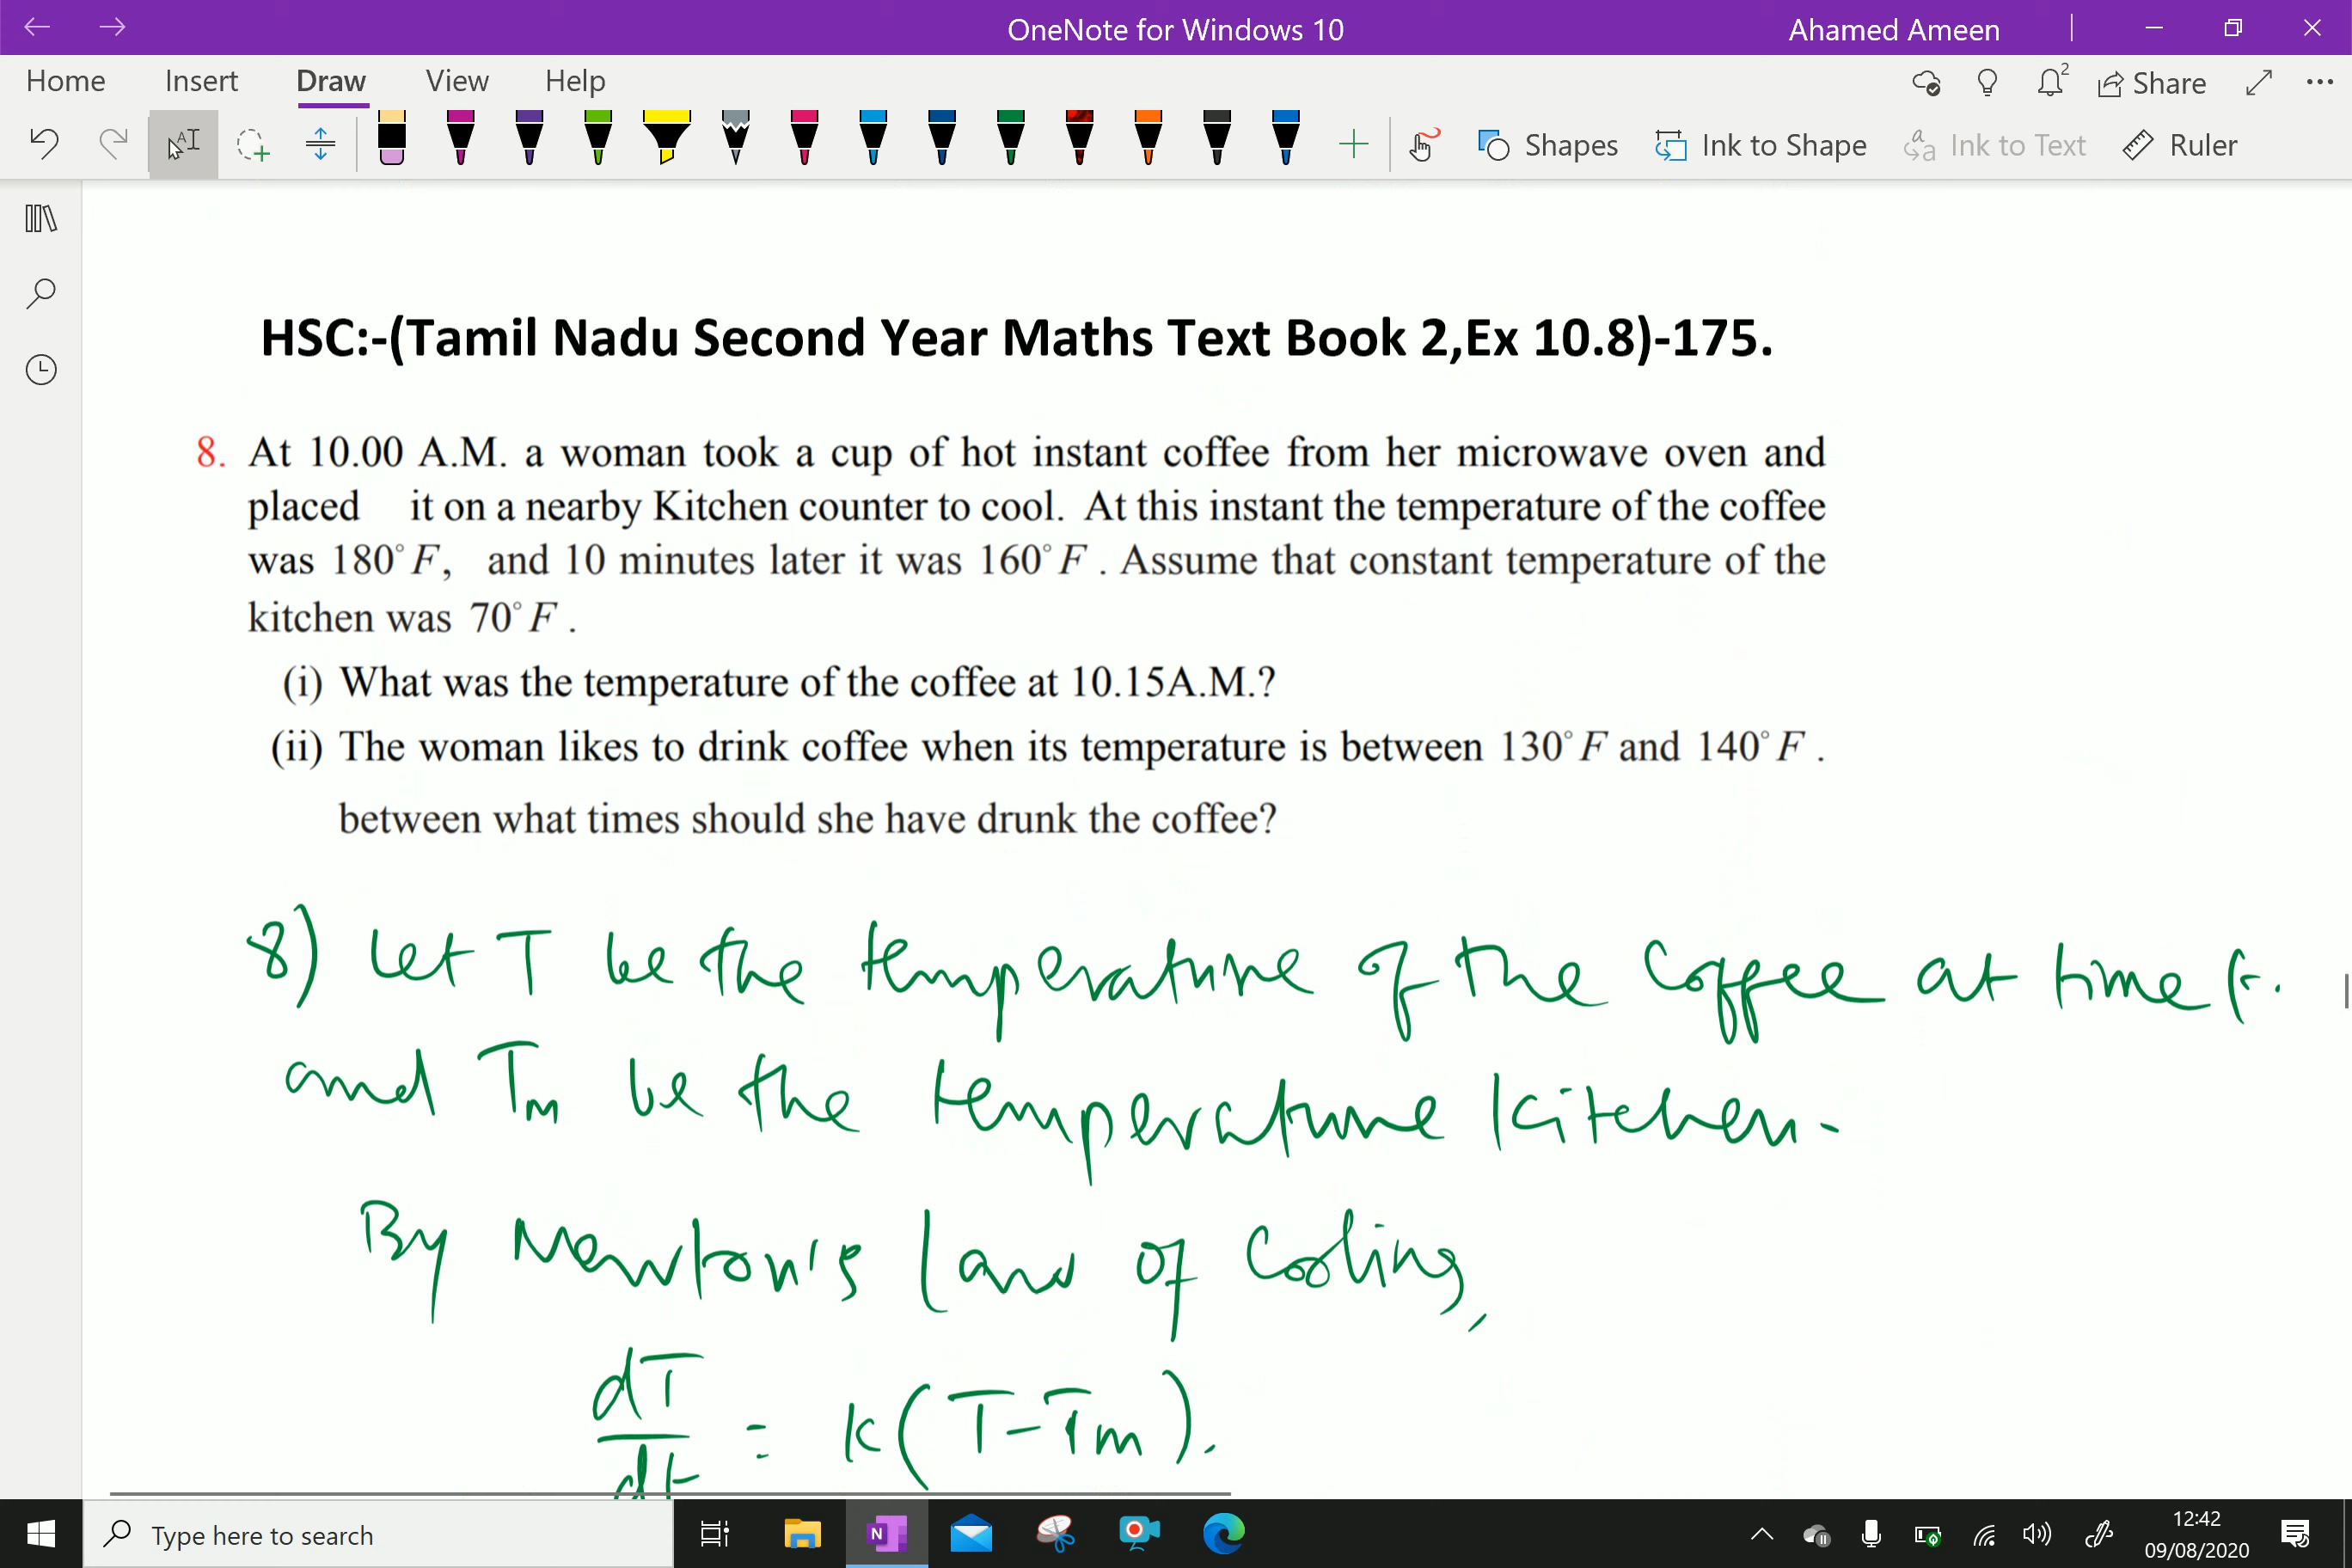 OneNote for Windows 10
Ahamed Ameen
Home Insert Draw View Help
2
Share
Shapes Ink to Shape Ink to Text Ruler
HSC:-(Tamil Nadu Second Year Maths Text Book 2,Ex 10.8)-175.
8. At 10.00 A.M. a woman took a cup of hot instant coffee from her microwave oven and
placed it on a nearby Kitchen counter to cool. At this instant the temperature of the coffee
was 180°F, and 10 minutes later it was 160°F. Assume that constant temperature of the
kitchen was 70°F.
(i) What was the temperature of the coffee at 10.15A.M.?
(ii) The woman likes to drink coffee when its temperature is between 130°F and 140°F.
between what times should she have drunk the coffee?
8) Let T be the temperature of the coffee at time t.
and Tm be the temperature kitchen.
By Newton's Law of Cooling,
dT/dt = k(T-Tm).
Type here to search
N
12:42
09/08/2020